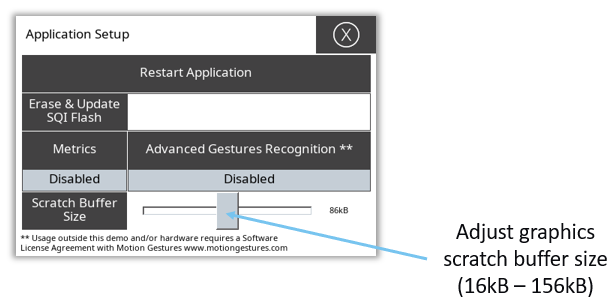 Application Setup
X
Restart Application
Erase & Update
SQI Flash
Metrics
Advanced Gestures Recognition **
Disabled
Disabled
Scratch Buffer
Size
86kB
** Usage outside this demo and/or hardware requires a Software
License Agreement with Motion Gestures www.motiongestures.com
Adjust graphics
scratch buffer size
(16kB – 156kB)